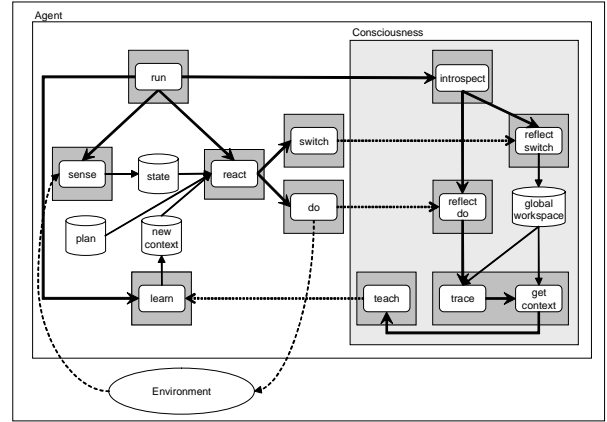 Agent
Consciousness
run
introspect
switch
reflect
switch
sense
state
react
plan
new
context
do
reflect
do
global
workspace
learn
teach
trace
get
context
Environment